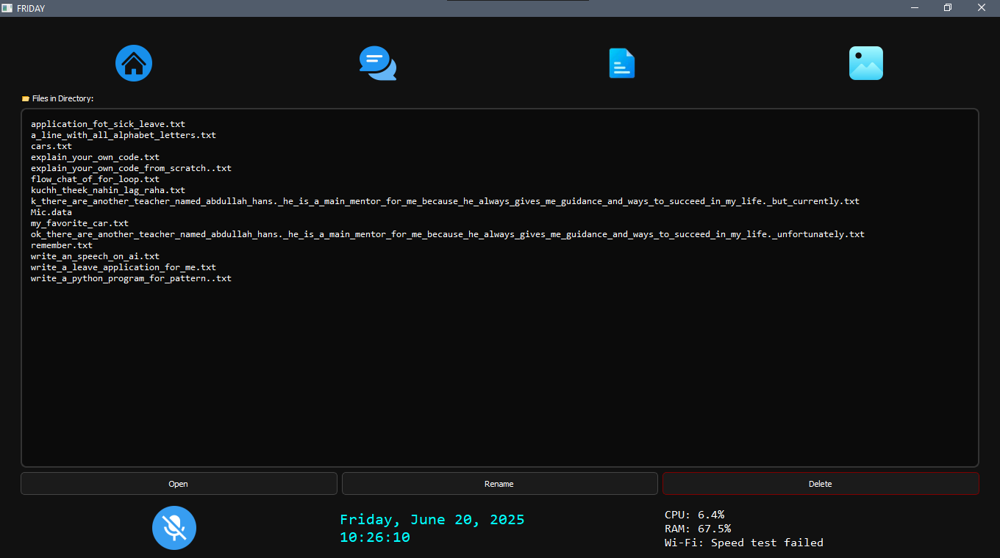 FRIDAY
Files in Directory:
application_fot_sick_leave.txt
a_line_with_all_alphabet_letters.txt
cars.txt
explain_your_own_code.txt
explain_your_own_code_from_scratch..txt
flow_chat_of_for_loop.txt
kuchh_theek_nahin_lag_raha.txt
k_there_are_another_teacher_named_abdullah_hans._he_is_a_main_mentor_for_me_because_he_always_gives_me_guidance_and_ways_to_succeed_in_my_life._but_currently.txt
Mic.data
my_favorite_car.txt
ok_there_are_another_teacher_named_abdullah_hans._he_is_a_main_mentor_for_me_because_he_always_gives_me_guidance_and_ways_to_succeed_in_my_life._unfortunately.txt
remember.txt
write_an_speech_on_ai.txt
write_a_leave_application_for_me.txt
write_a_python_program_for_pattern..txt
Open Rename Delete
Friday, June 20, 2025
10:26:10
CPU: 6.4%
RAM: 67.5%
Wi-Fi: Speed test failed